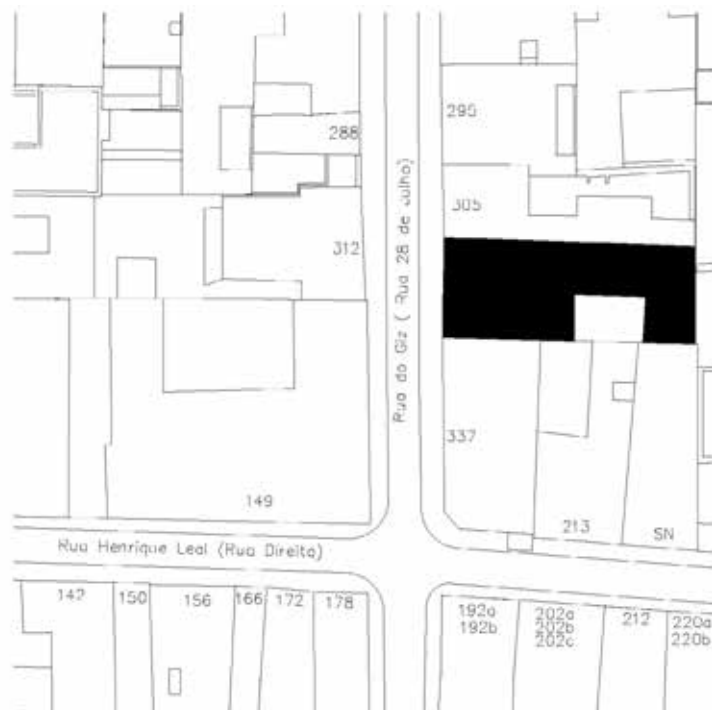 288
295
305
312
Rua do Giz ( Rua 28 de Julho)
337
149
213
SN
Rua Henrique Leal (Rua Direita)
142
150
156
166
172
178
192a
192b
202a
202b
202c
212
220a
220b